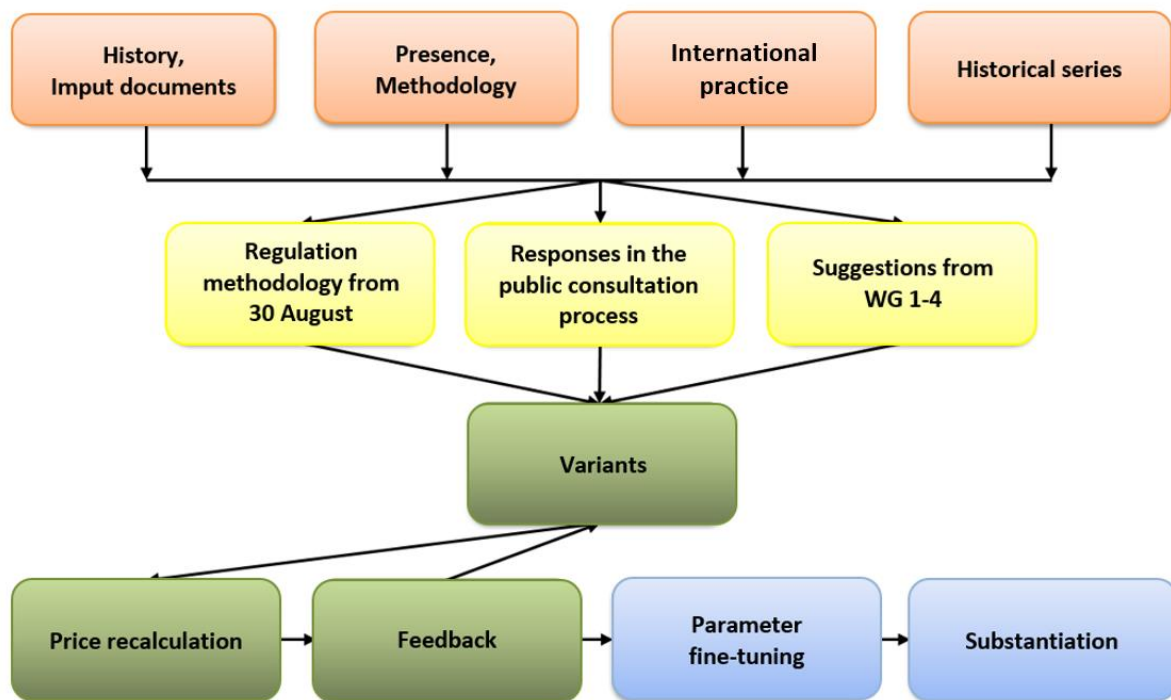 History,
Imput documents
Presence,
Methodology
International
practice
Historical series
Regulation
methodology from
30 August
Responses in the
public consultation
process
Suggestions from
WG 1-4
Variants
Price recalculation
Feedback
Parameter
fine-tuning
Substantiation